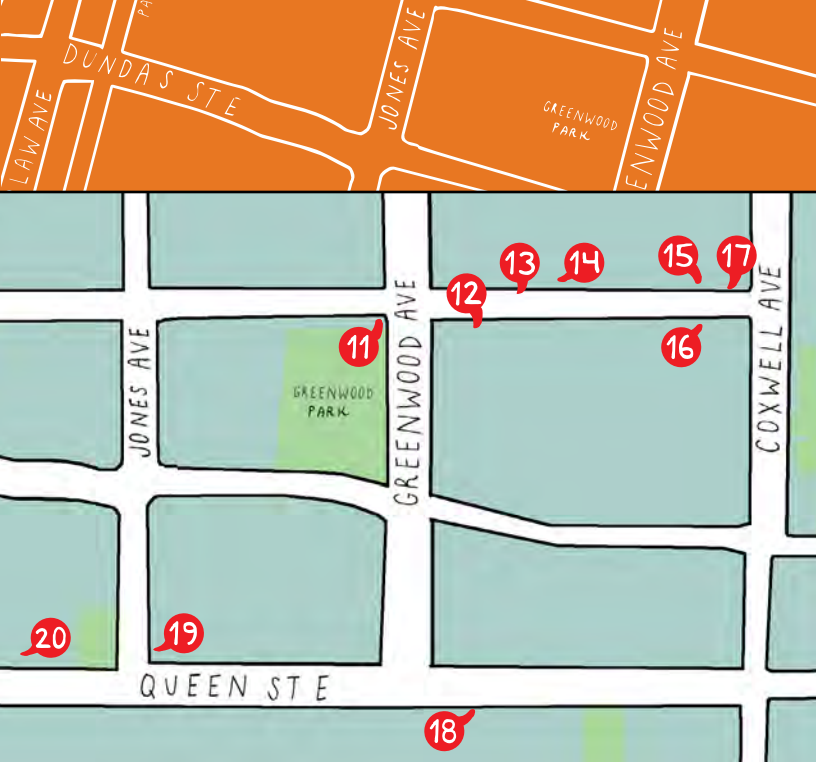 PA
DUNDAS ST E
JONES AVE
LAW AVE
GREENWOOD
PARK
ENWOOD AVE
13
14
15
17
12
11
16
JONES AVE
GREENWOOD AVE
COXWELL AVE
GREENWOOD
PARK
20
19
QUEEN ST E
18